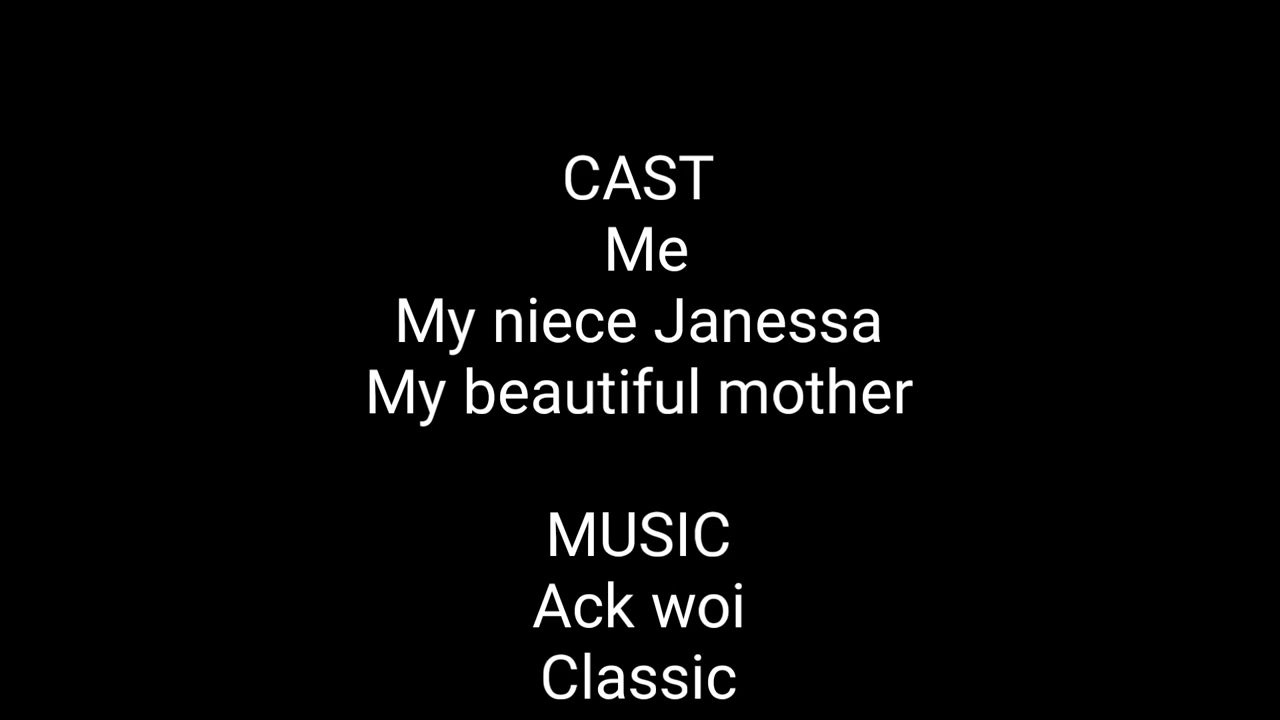 CAST
Me
My niece Janessa
My beautiful mother
MUSIC
Ack woi
Classic